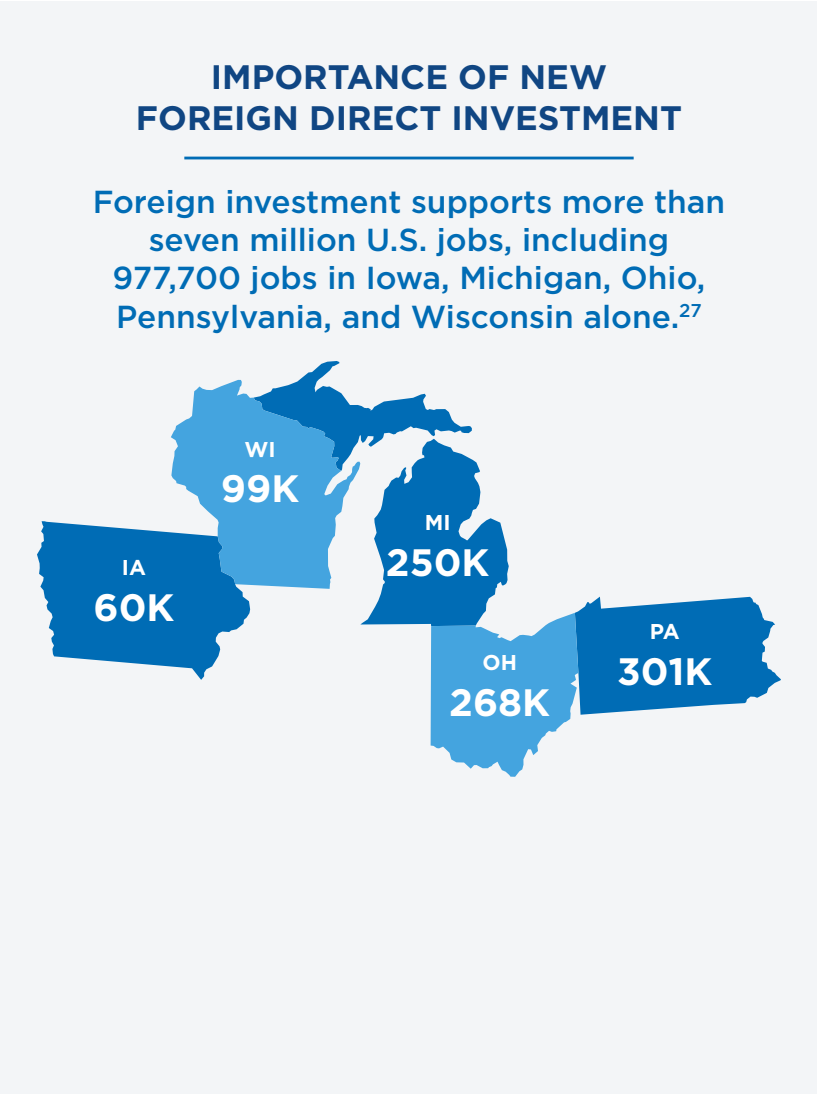 IMPORTANCE OF NEW
FOREIGN DIRECT INVESTMENT
Foreign investment supports more than
seven million U.S. jobs, including
977,700 jobs in Iowa, Michigan, Ohio,
Pennsylvania, and Wisconsin alone.27
WI
99K
MI
250K
IA
60K
PA
301K
OH
268K